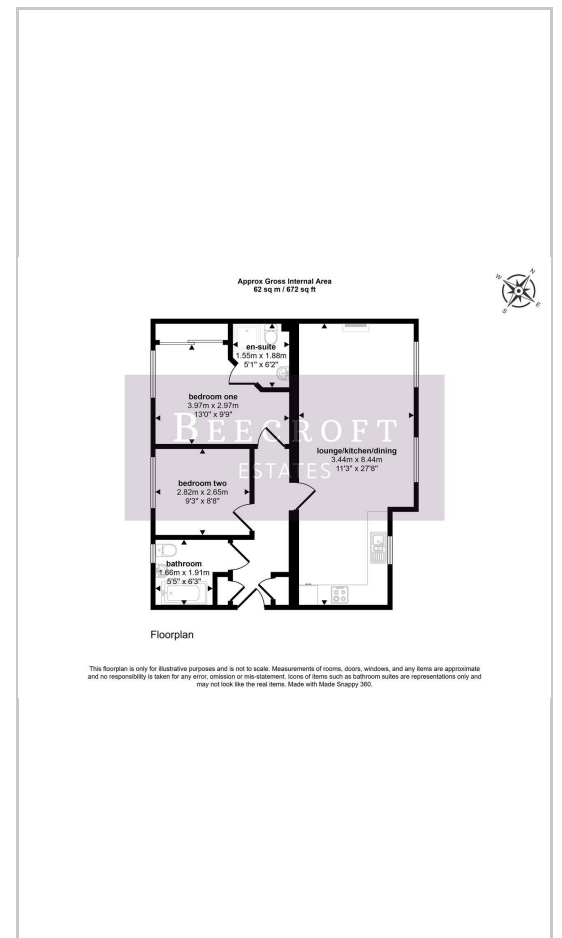 Approx Gross Internal Area
62 sq m / 672 sq ft
N
W
E
S
en-suite
1.55m x 1.88m
5'1" x 6'2"
bedroom one
3.97m x 2.97m
13'0" x 9'9"
BEECROFT
ESTATES
lounge/kitchen/dining
3.44m x 8.44m
11'3" x 27'8"
bedroom two
2.82m x 2.65m
9'3" x 8'8"
bathroom
1.66m x 1.91m
5'5" x 6'3"
Floorplan
This floorplan is only for illustrative purposes and is not to scale. Measurements of rooms, doors, windows, and any items are approximate
and no responsibility is taken for any error, omission or mis-statement. Icons of items such as bathroom suites are representations only and
may not look like the real items. Made with Made Snappy 360.